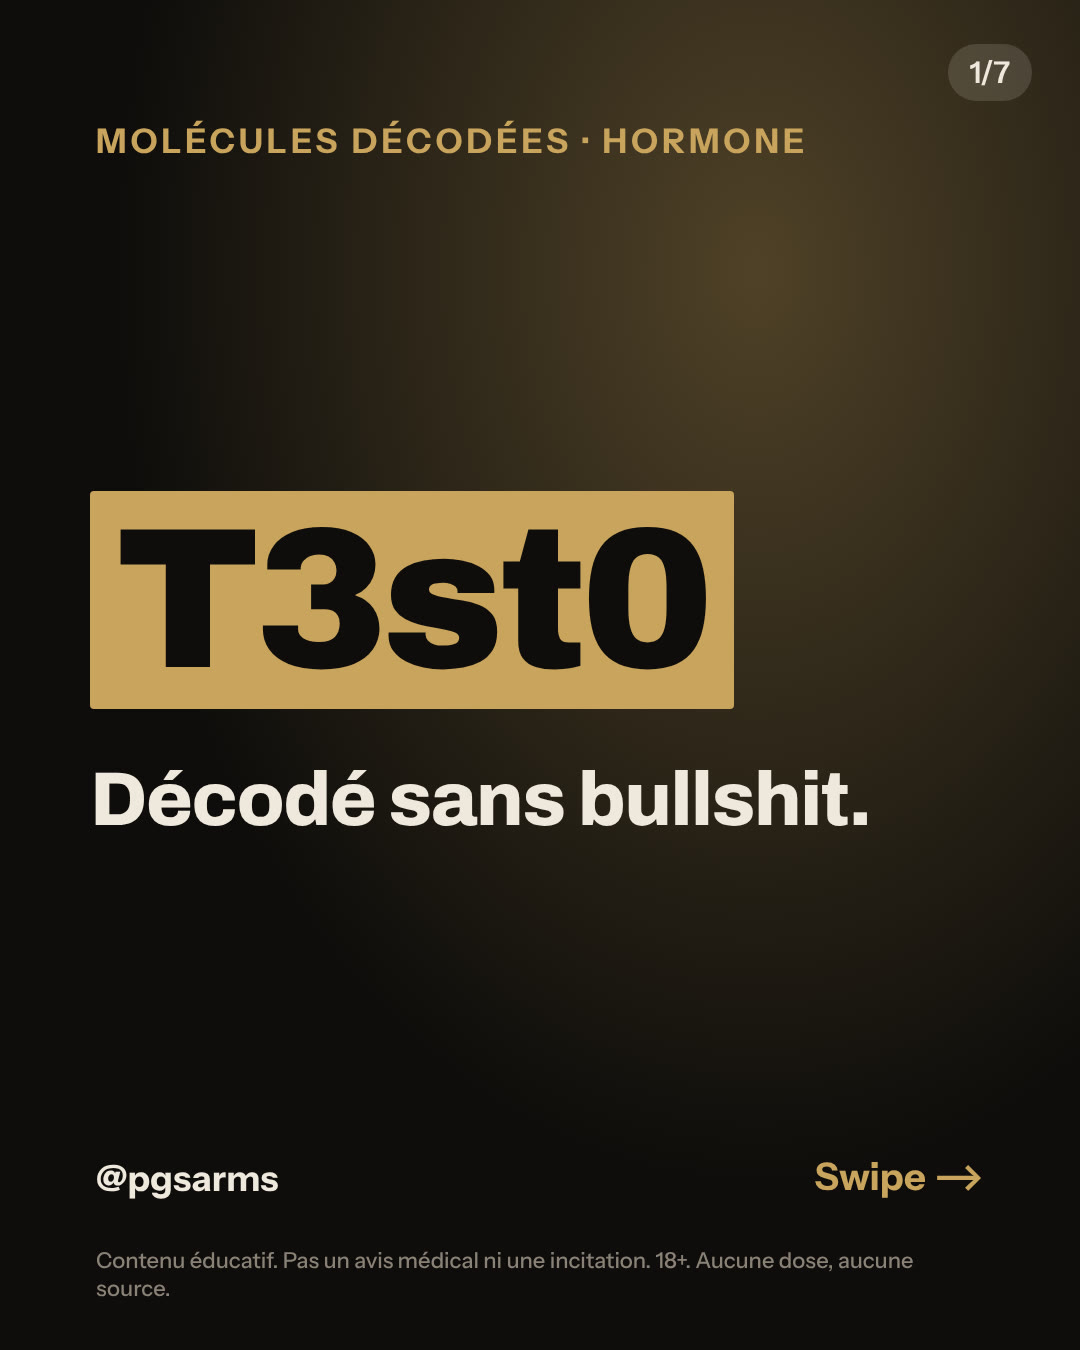 1/7
MOLÉCULES DÉCODÉES · HORMONE
T3st0
Décodé sans bullshit.
@pgsarms
Swipe →
Contenu éducatif. Pas un avis médical ni une incitation. 18+. Aucune dose, aucune
source.